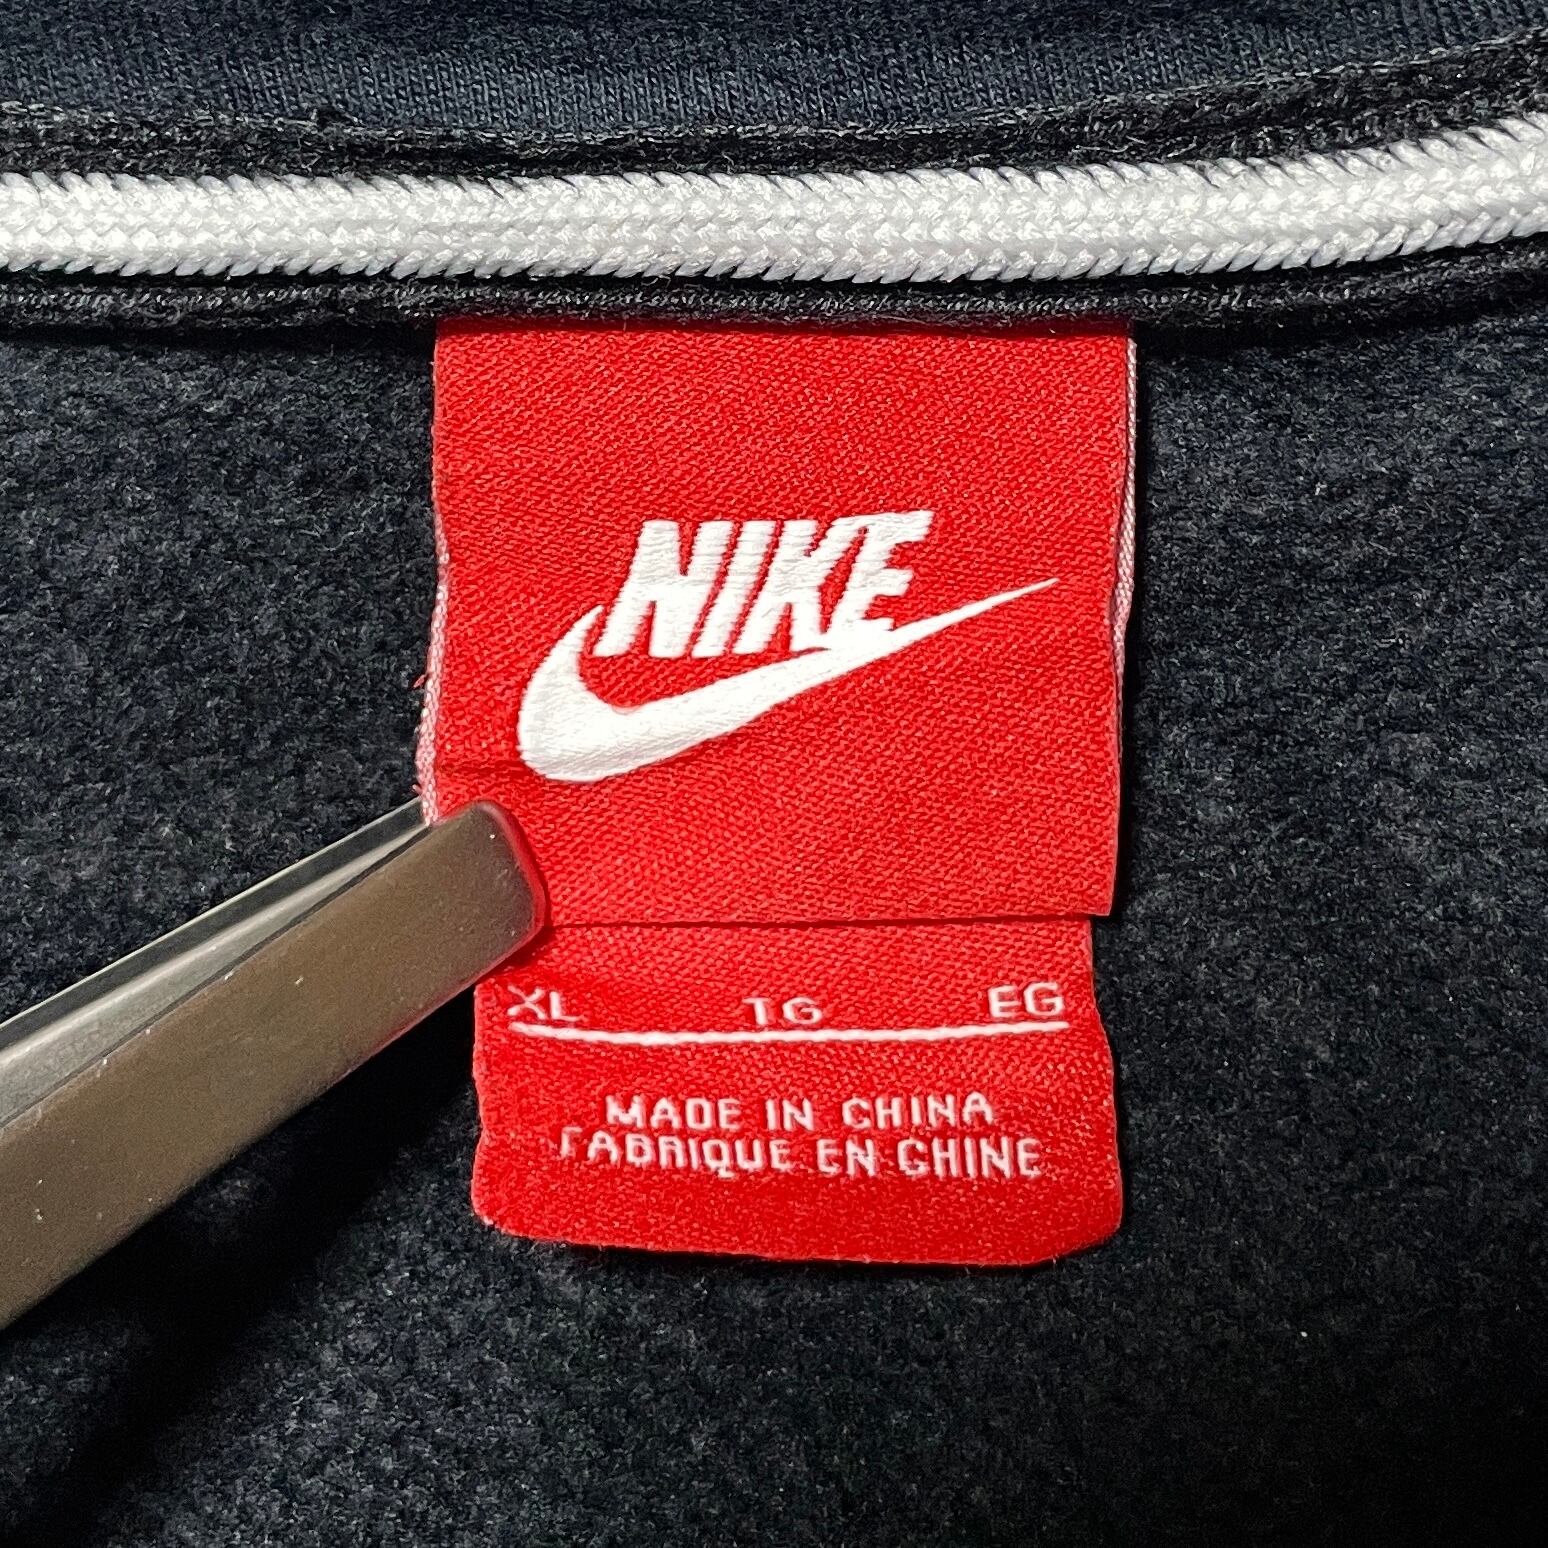 NIKE
XL TG EG
MADE IN CHINA
FABRIQUE EN CHINE